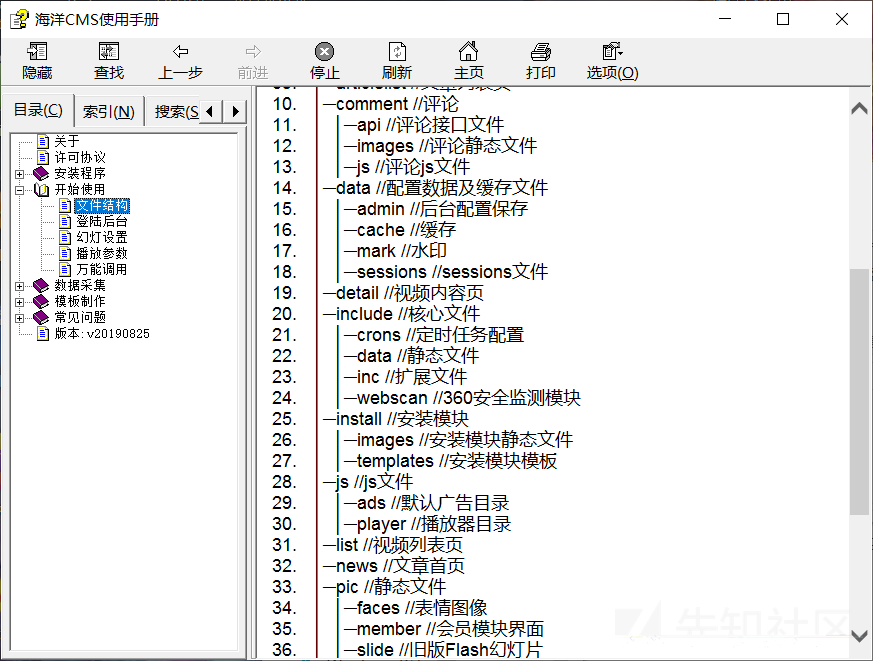 海洋CMS使用手册
隐藏 查找 上一步 前进 停止 刷新 主页 打印 选项(O)
目录(C) 索引(N) 搜索(S
关于
许可协议
安装程序
开始使用
文件结构
登陆后台
幻灯设置
播放参数
万能调用
数据采集
模板制作
常见问题
版本:v20190825
10. ─comment //评论
11. │─api //评论接口文件
12. │─images //评论静态文件
13. │─js //评论js文件
14. ─data //配置数据及缓存文件
15. │─admin //后台配置保存
16. │─cache //缓存
17. │─mark //水印
18. │─sessions //sessions文件
19. ─detail //视频内容页
20. ─include //核心文件
21. │─crons //定时任务配置
22. │─data //静态文件
23. │─inc //扩展文件
24. │─webscan //360安全监测模块
25. ─install //安装模块
26. │─images //安装模块静态文件
27. │─templates //安装模块模板
28. ─js //js文件
29. │─ads //默认广告目录
30. │─player //播放器目录
31. ─list //视频列表页
32. ─news //文章首页
33. ─pic //静态文件
34. │─faces //表情图像
35. │─member //会员模块界面
36. │─slide //旧版Flash幻灯片
先知社区